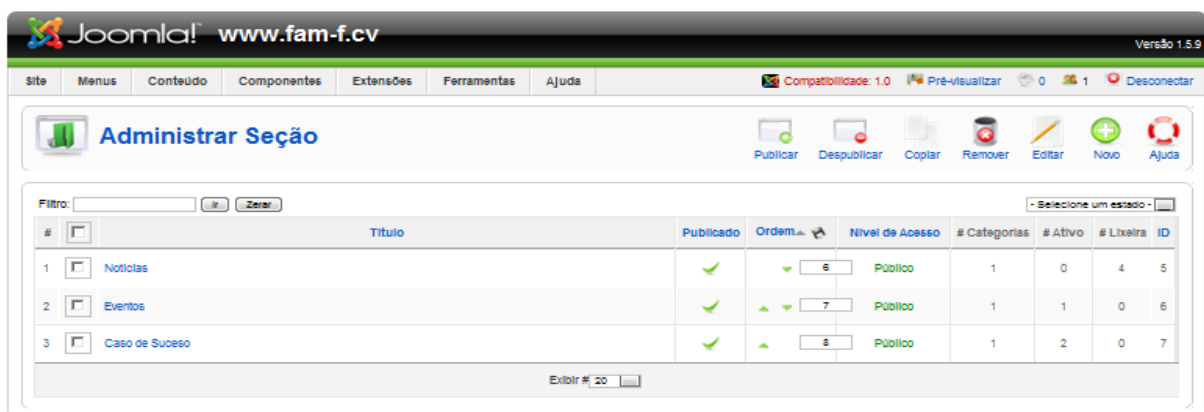 Joomla!™ www.fam-f.cv
Versão 1.5.9
Site Menus Conteúdo Componentes Extensões Ferramentas Ajuda Compatibilidade: 1.0 Pré-visualizar 0 1 Desconectar
Administrar Seção
Publicar Despublicar Copiar Remover Editar Novo Ajuda
Filtro: Ir Zerar - Selecione um estado -
# Título Publicado Ordem Nível de Acesso # Categorias # Ativo # Lixeira ID
1 Noticias 6 Público 1 0 4 5
2 Eventos 7 Público 1 1 0 6
3 Caso de Suceso 8 Público 1 2 0 7
Exibir # 20